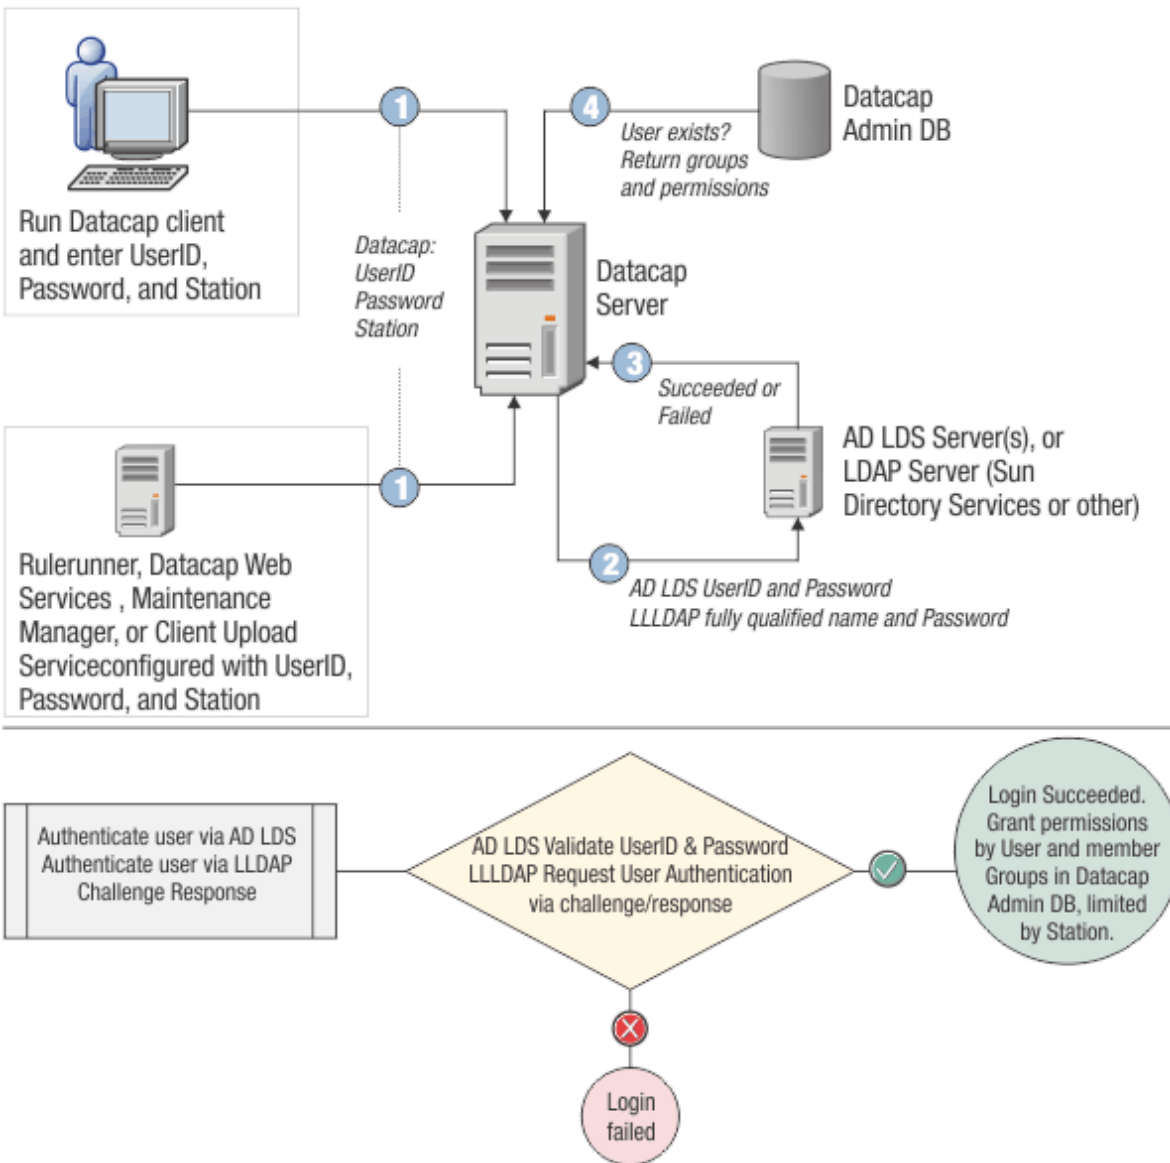 1
4
Datacap
Admin DB
User exists?
Return groups
and permissions
Run Datacap client
and enter UserID,
Password, and Station
Datacap:
UserID
Password
Station
Datacap
Server
3
Succeeded or
Failed
AD LDS Server(s), or
LDAP Server (Sun
Directory Services or other)
1
2
AD LDS UserID and Password
LLLDAP fully qualified name and Password
Rulerunner, Datacap Web
Services , Maintenance
Manager, or Client Upload
Serviceconfigured with UserID,
Password, and Station
Authenticate user via AD LDS
Authenticate user via LLDAP
Challenge Response
AD LDS Validate UserID & Password
LLLDAP Request User Authentication
via challenge/response
Login Succeeded.
Grant permissions
by User and member
Groups in Datacap
Admin DB, limited
by Station.
Login
failed